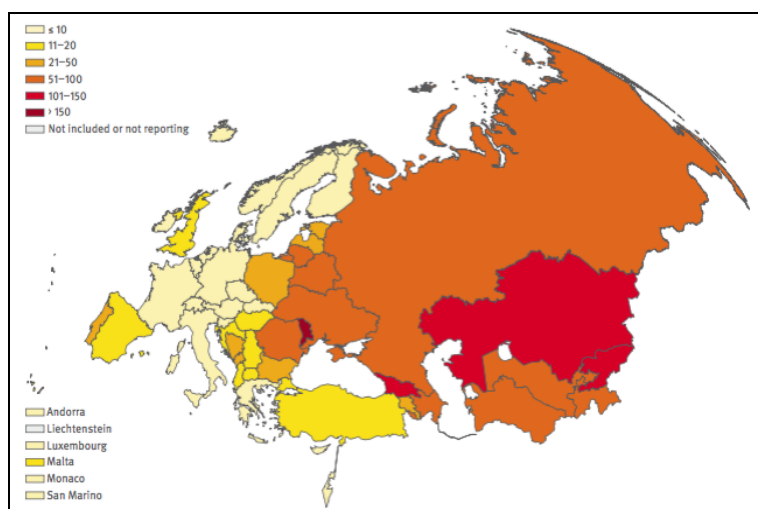 ≤ 10
11–20
21–50
51–100
101–150
› 150
Not included or not reporting
Andorra
Liechtenstein
Luxembourg
Malta
Monaco
San Marino